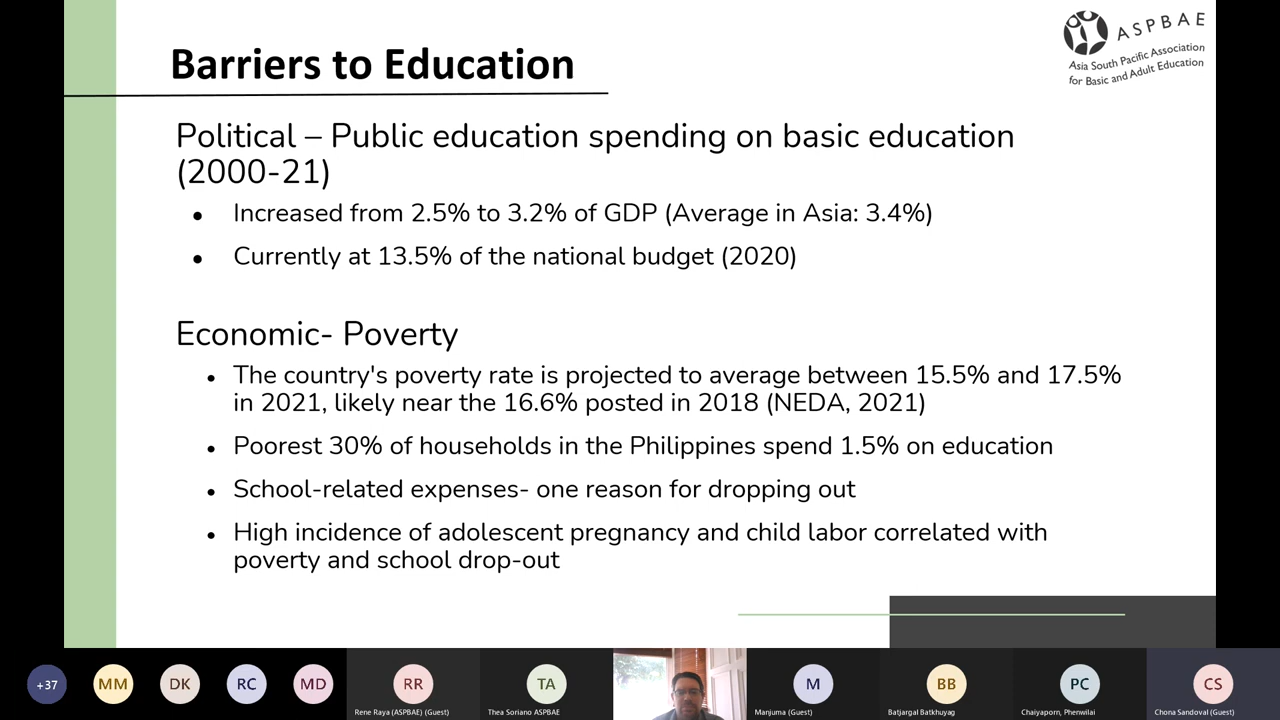 Barriers to Education
ASPBAE
Asia South Pacific Association
for Basic and Adult Education
Political – Public education spending on basic education
(2000-21)
● Increased from 2.5% to 3.2% of GDP (Average in Asia: 3.4%)
● Currently at 13.5% of the national budget (2020)
Economic- Poverty
• The country's poverty rate is projected to average between 15.5% and 17.5%
in 2021, likely near the 16.6% posted in 2018 (NEDA, 2021)
• Poorest 30% of households in the Philippines spend 1.5% on education
• School-related expenses- one reason for dropping out
• High incidence of adolescent pregnancy and child labor correlated with
poverty and school drop-out
+37
MM
DK
RC
MD
RR
Rene Raya (ASPBAE) (Guest)
TA
Thea Soriano ASPBAE
M
Manjuma (Guest)
BB
Batjargal Batkhuyag
PC
Chaiyaporn, Phenwilai
CS
Chona Sandoval (Guest)